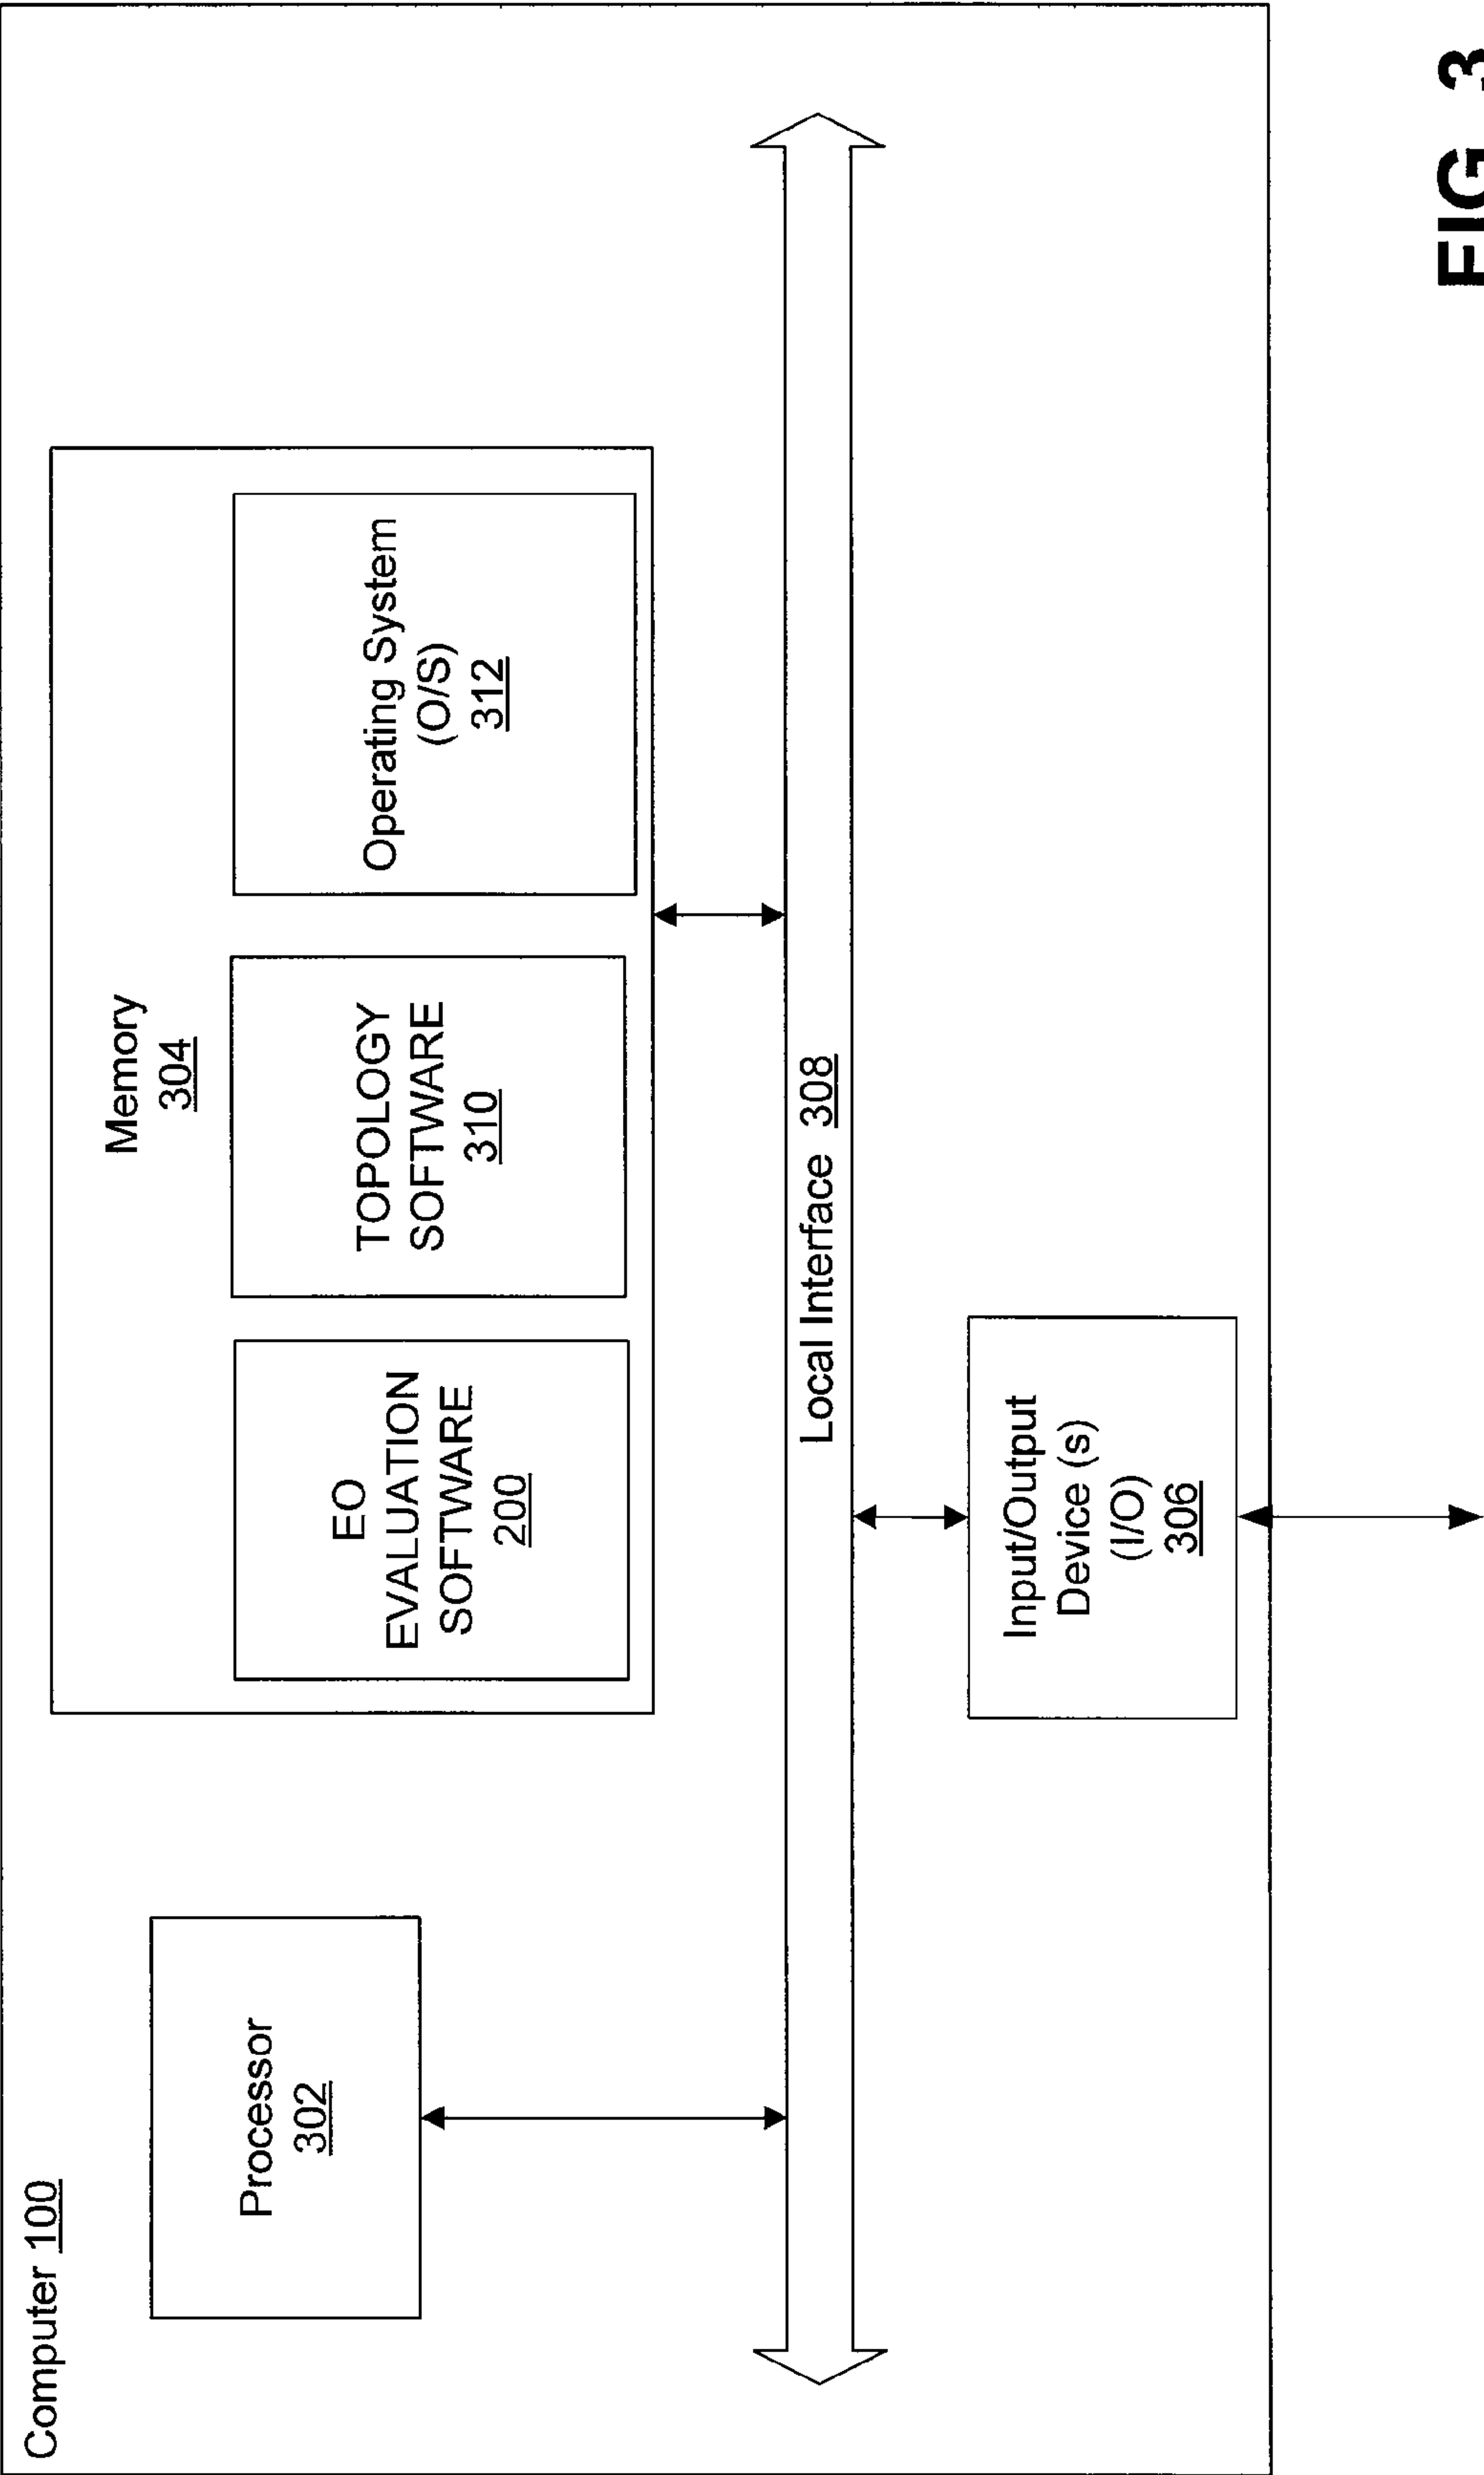 Computer 100
Processor
302
Memory
304
EO
EVALUATION
SOFTWARE
200
TOPOLOGY
SOFTWARE
310
Operating System
(O/S)
312
Local Interface 308
Input/Output
Device (s)
(I/O)
306
FIG. 3